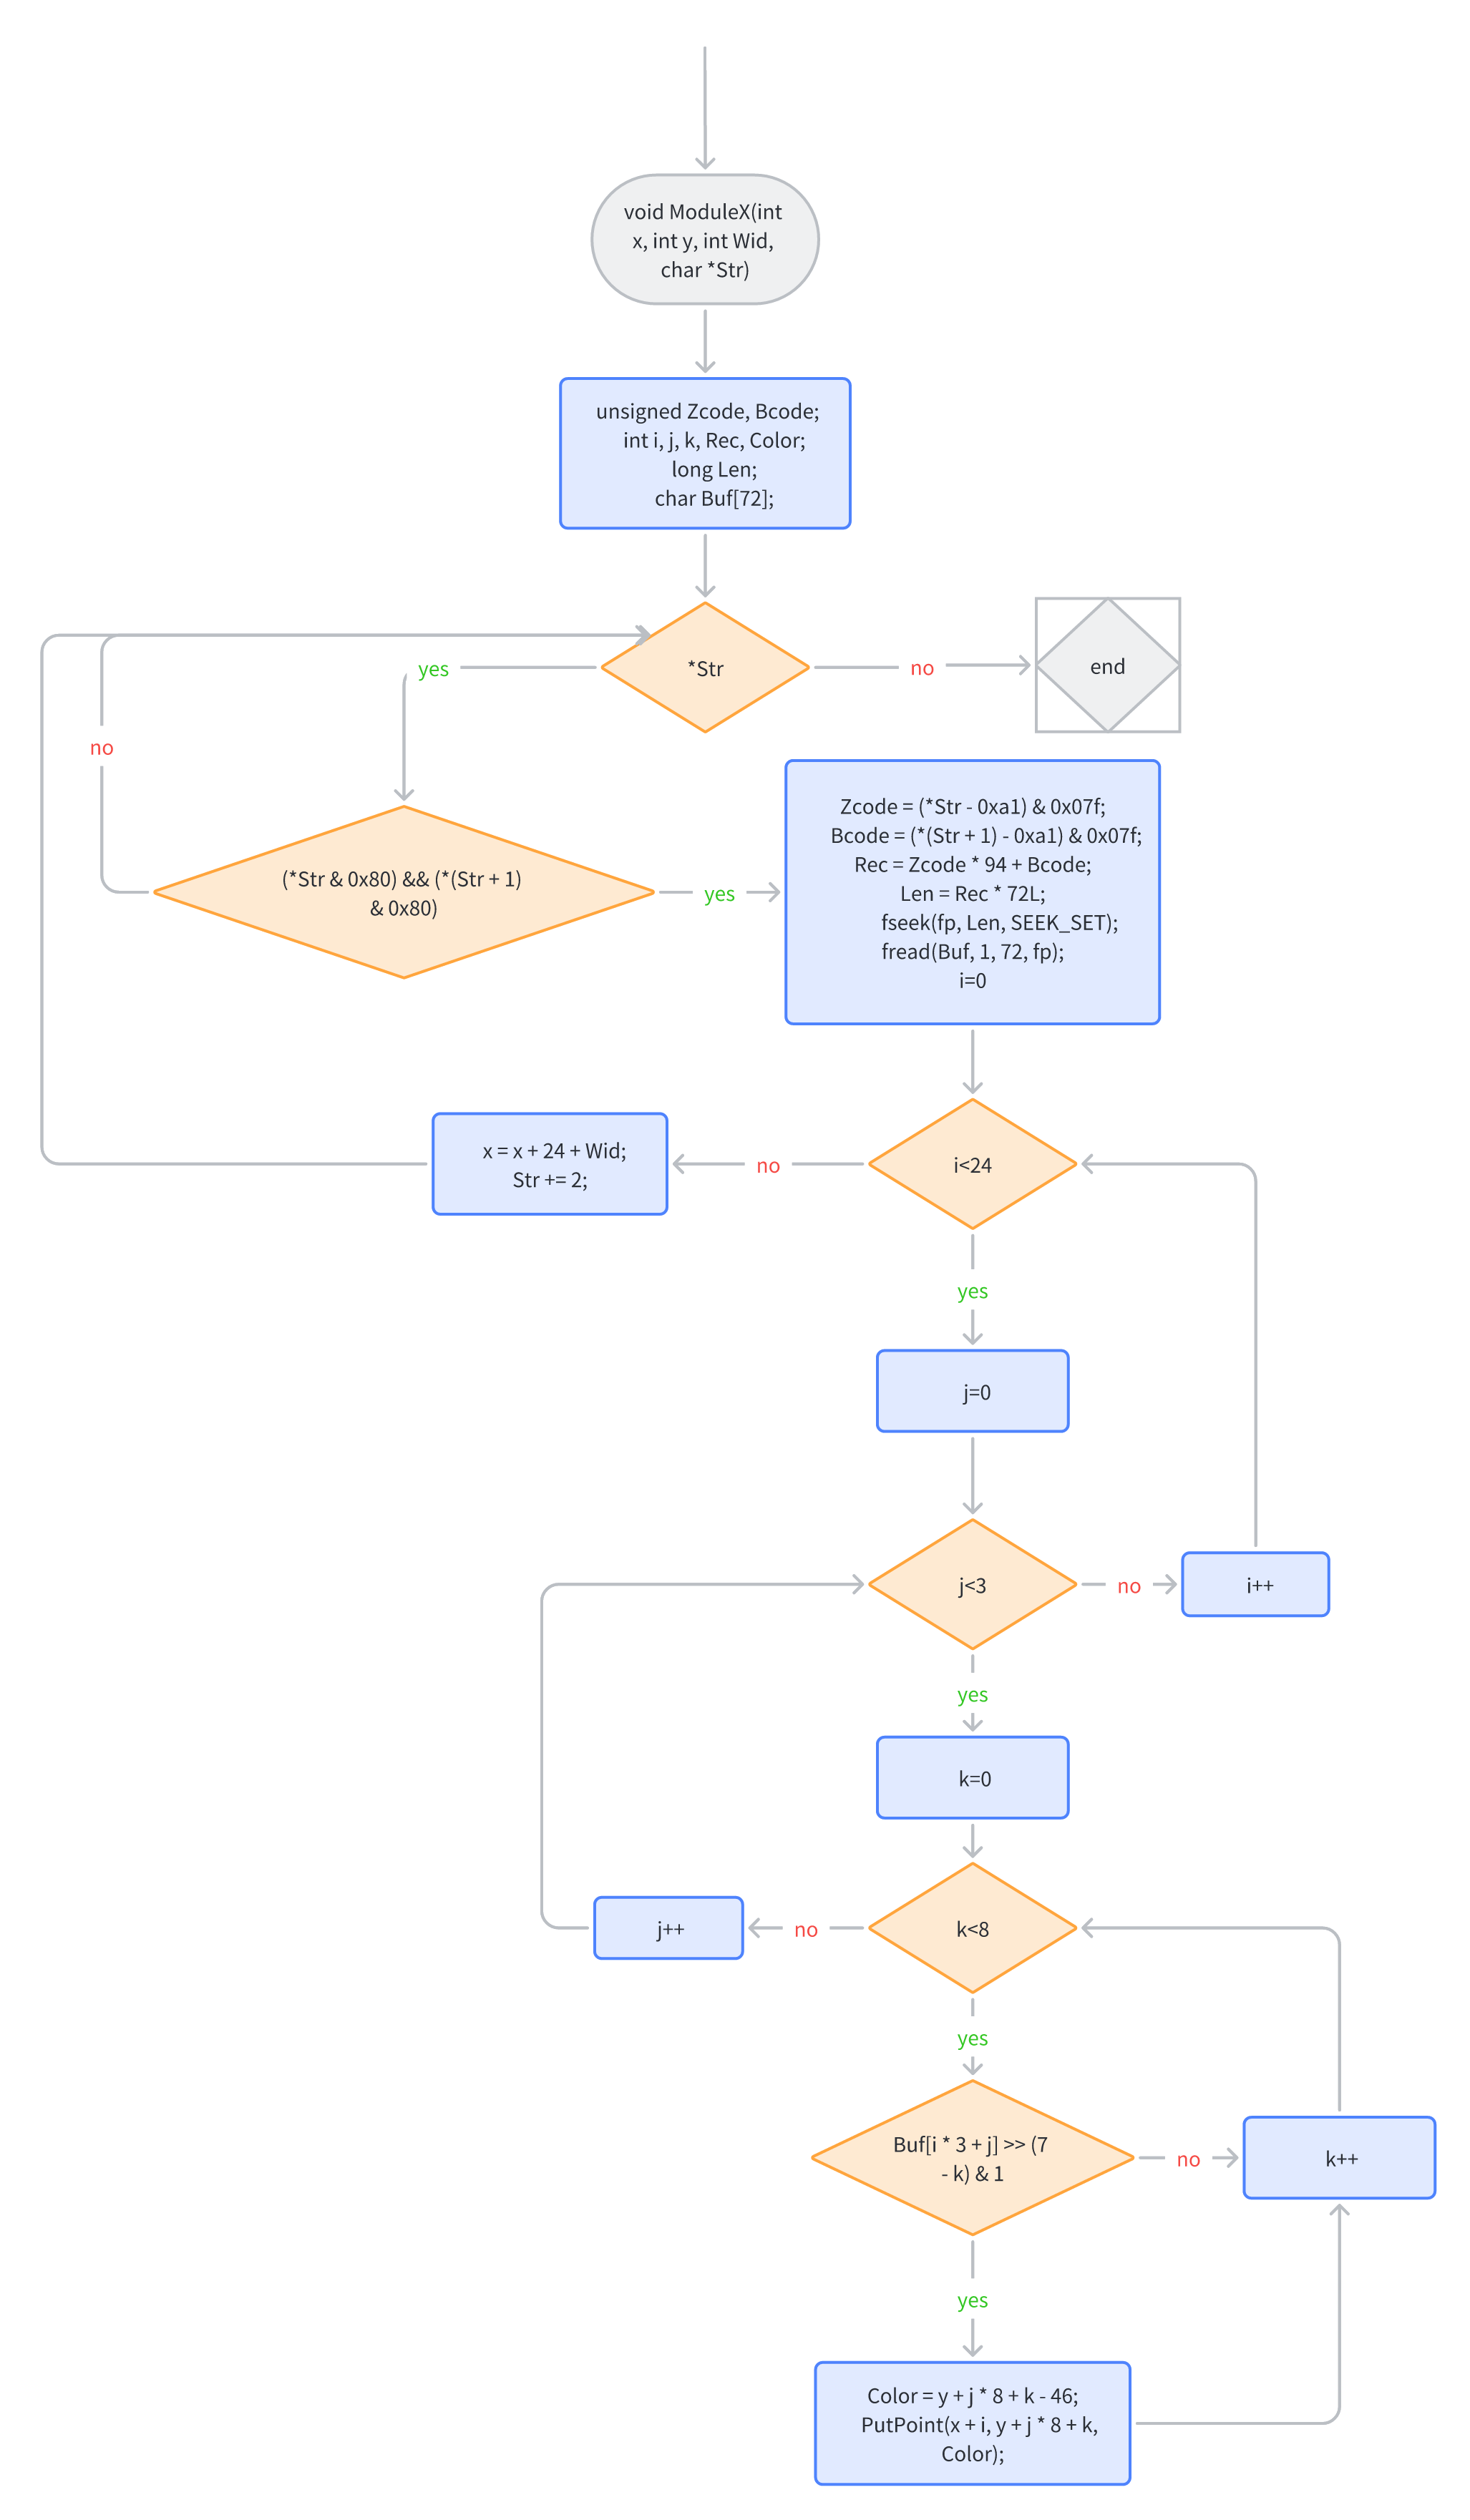 void ModuleX(int
x, int y, int Wid,
char *Str)
unsigned Zcode, Bcode;
int i, j, k, Rec, Color;
long Len;
char Buf[72];
*Str
yes
no
end
no
(*Str & 0x80) && (*(Str + 1)
& 0x80)
yes
Zcode = (*Str - 0xa1) & 0x07f;
Bcode = (*(Str + 1) - 0xa1) & 0x07f;
Rec = Zcode * 94 + Bcode;
Len = Rec * 72L;
fseek(fp, Len, SEEK_SET);
fread(Buf, 1, 72, fp);
i=0
i<24
no
x = x + 24 + Wid;
Str += 2;
yes
j=0
j<3
no
i++
yes
k=0
k<8
no
j++
yes
Buf[i * 3 + j] >> (7
- k) & 1
no
k++
yes
Color = y + j * 8 + k - 46;
PutPoint(x + i, y + j * 8 + k,
Color);